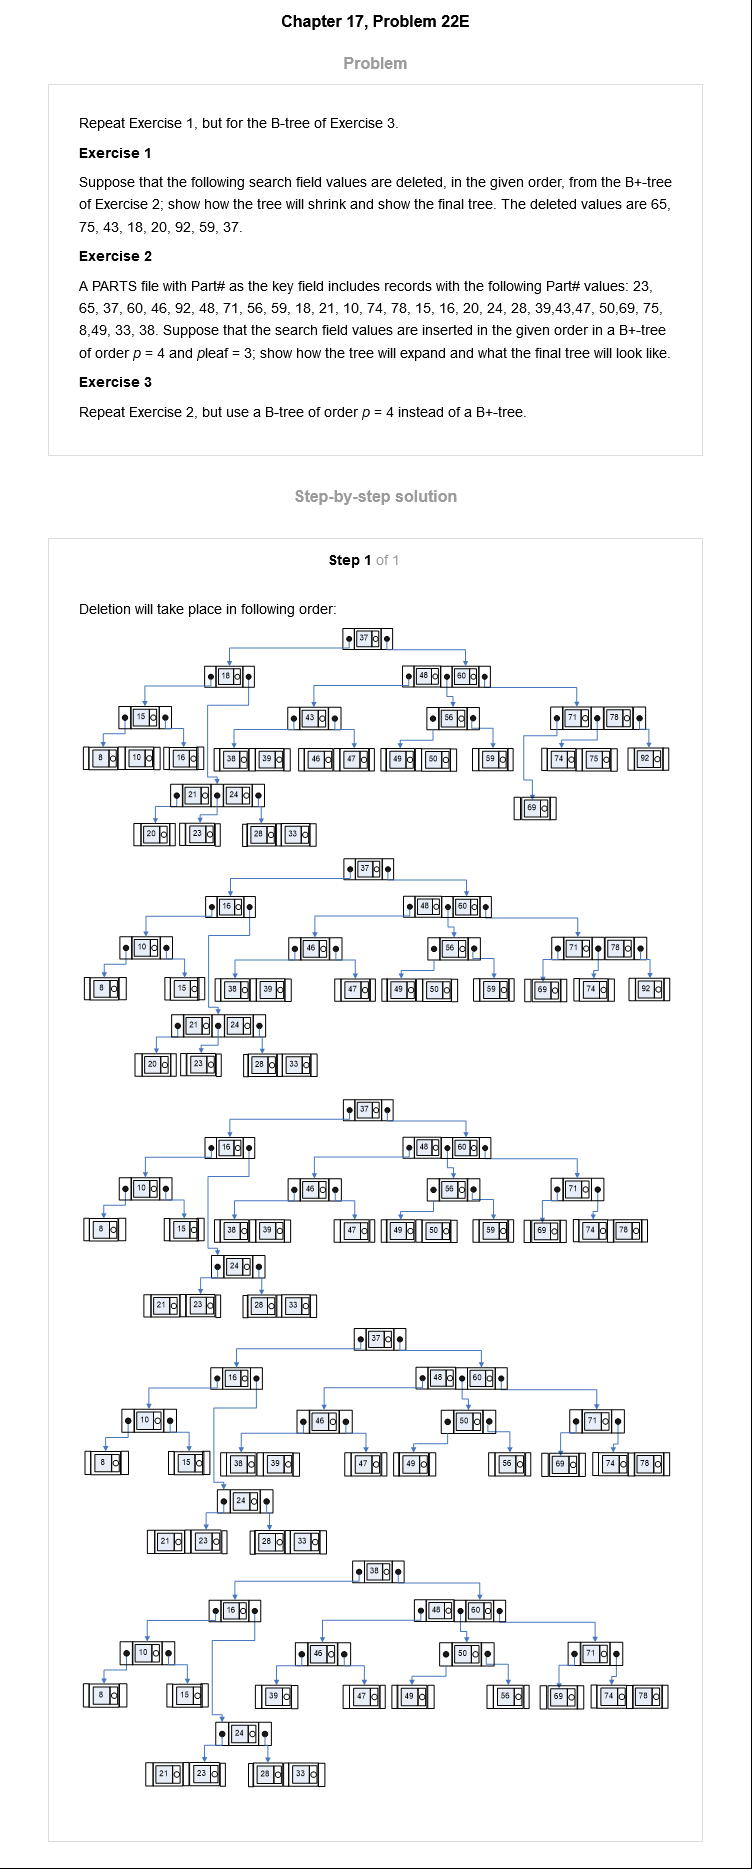 Chapter 17, Problem 22E
Problem
Repeat Exercise 1, but for the B-tree of Exercise 3.
Exercise 1
Suppose that the following search field values are deleted, in the given order, from the B+-tree
of Exercise 2; show how the tree will shrink and show the final tree. The deleted values are 65,
75, 43, 18, 20, 92, 59, 37.
Exercise 2
A PARTS file with Part# as the key field includes records with the following Part# values: 23,
65, 37, 60, 46, 92, 48, 71, 56, 59, 18, 21, 10, 74, 78, 15, 16, 20, 24, 28, 39,43,47, 50,69, 75,
8,49, 33, 38. Suppose that the search field values are inserted in the given order in a B+-tree
of order p = 4 and pleaf = 3; show how the tree will expand and what the final tree will look like.
Exercise 3
Repeat Exercise 2, but use a B-tree of order p = 4 instead of a B+-tree.
Step-by-step solution
Step 1 of 1
Deletion will take place in following order:
37
18 48 60
15 43 56 71 78
8 10 16 38 39 46 47 49 50 59 74 75 92
21 24
69
20 23 28 33
37
16 48 60
10 46 56 71 78
8 15 38 39 47 49 50 59 69 74 92
21 24
20 23 28 33
37
16 48 60
10 46 56 71
8 15 38 39 47 49 50 59 69 74 78
24
21 23 28 33
37
16 48 60
10 46 50 71
8 15 38 39 47 49 56 69 74 78
24
21 23 28 33
38
16 48 60
10 46 50 71
8 15 39 47 49 56 69 74 78
24
21 23 28 33